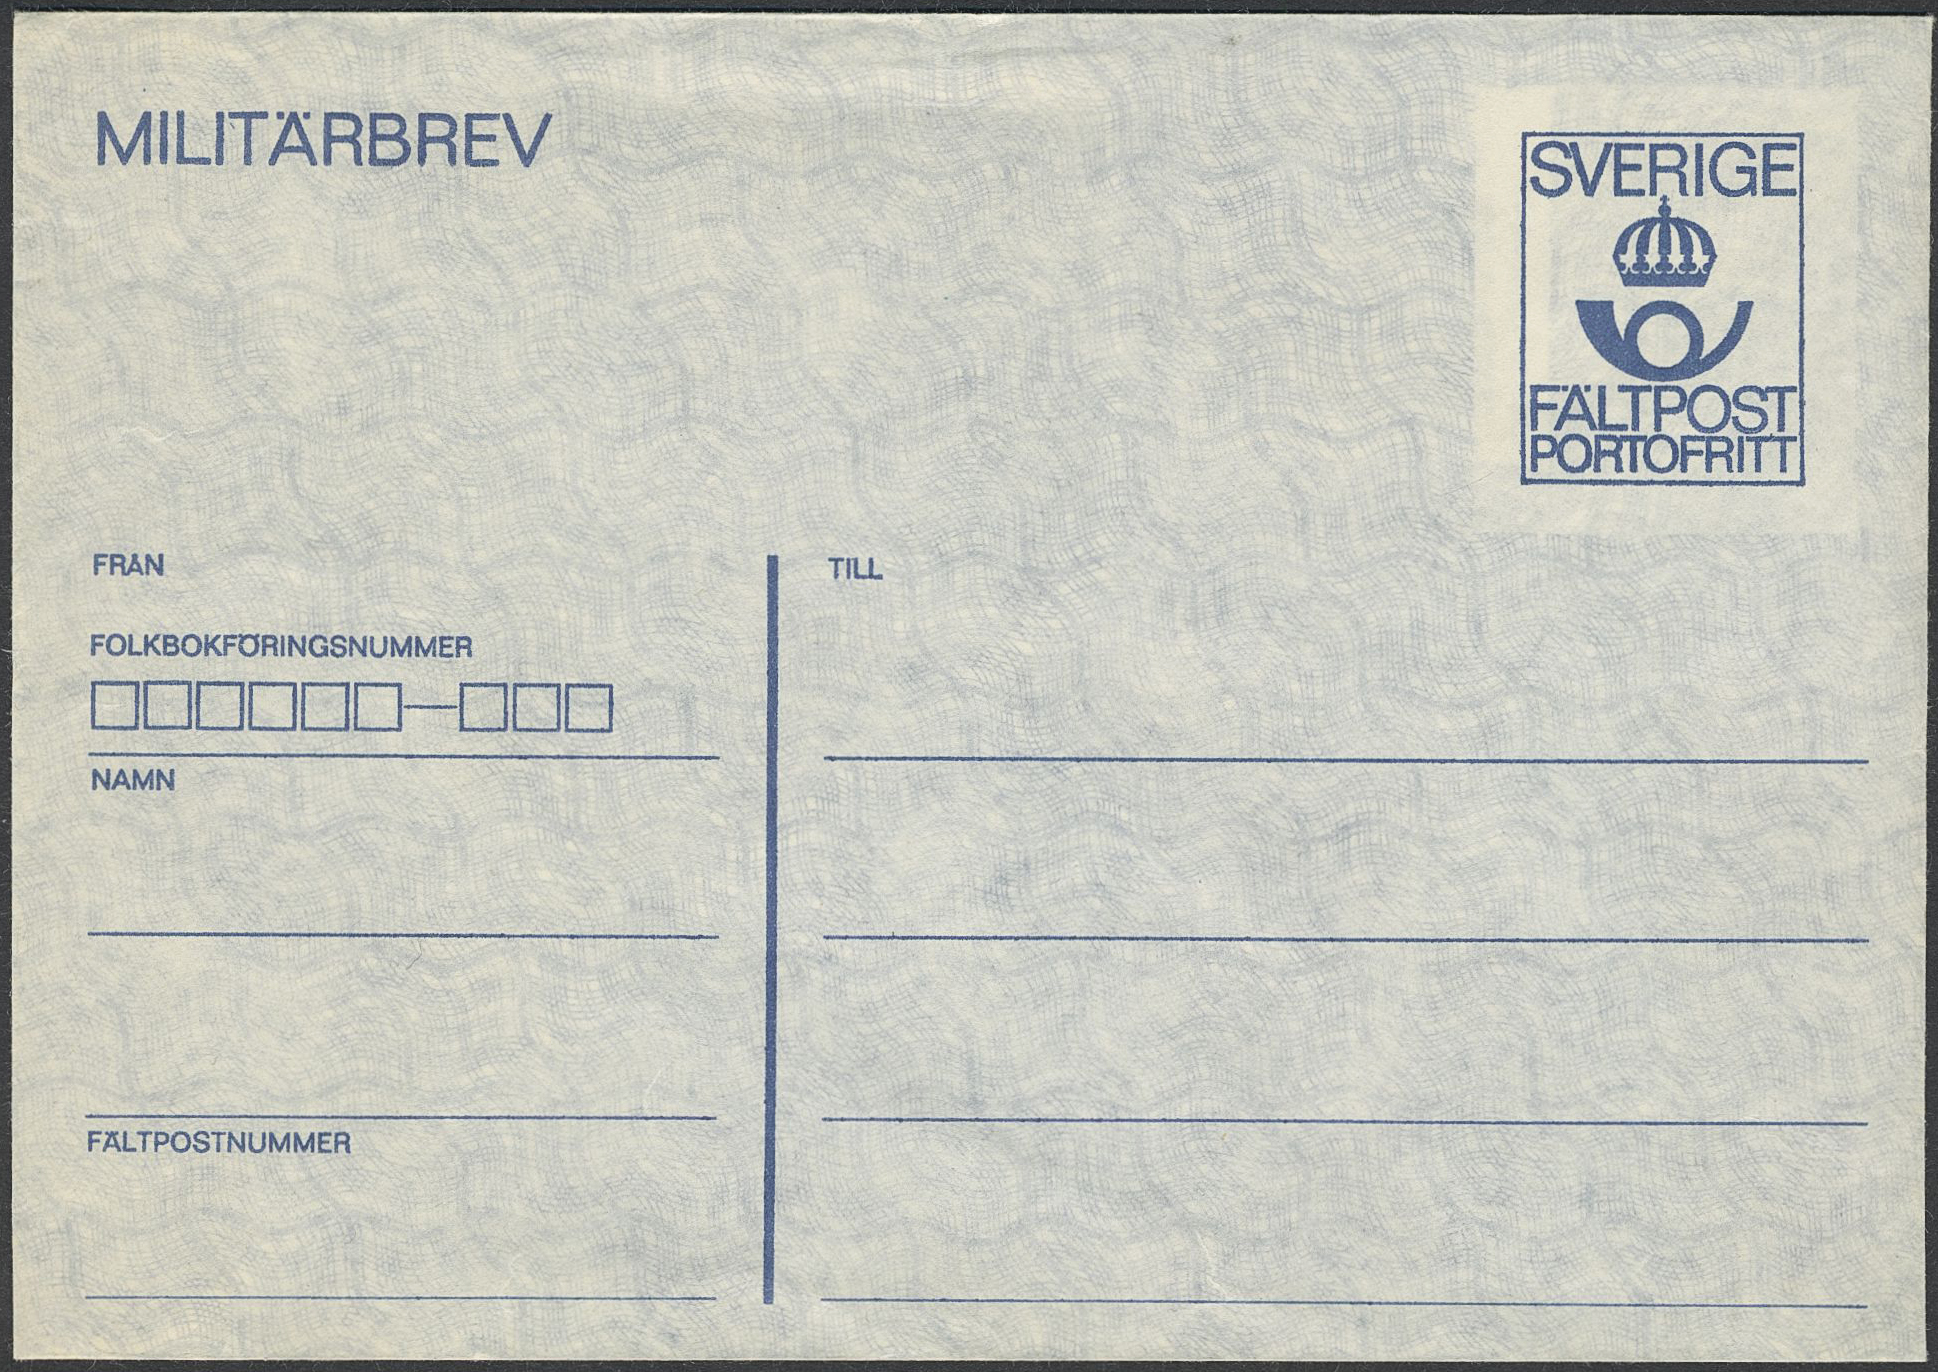 MILITÄRBREV
SVERIGE
FÄLTPOST
PORTOFRITT
FRÅN
FOLKBOKFÖRINGSNUMMER
NAMN
FÄLTPOSTNUMMER
TILL